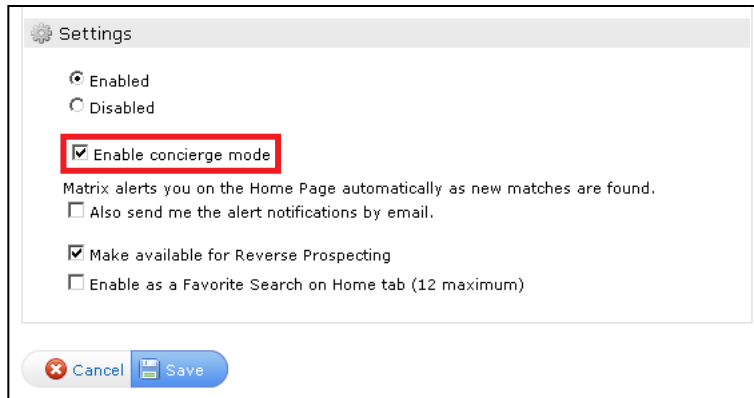 Settings
Enabled
Disabled
Enable concierge mode
Matrix alerts you on the Home Page automatically as new matches are found.
Also send me the alert notifications by email.
Make available for Reverse Prospecting
Enable as a Favorite Search on Home tab (12 maximum)
Cancel Save